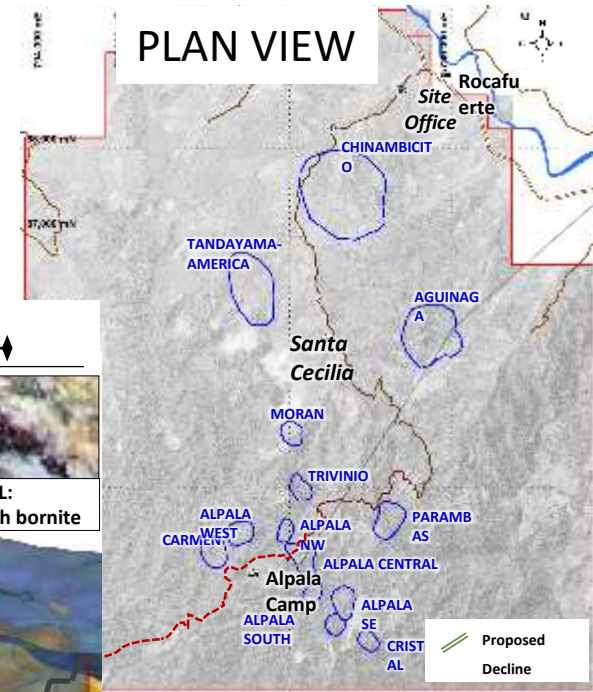 PLAN VIEW
N
Rocafu
erte
Site
Office
CHINAMBICIT
O
TANDAYAMA-
AMERICA
AGUINAG
A
Santa
Cecilia
MORAN
TRIVINIO
L:
h bornite
ALPALA
WEST
CARMEN
ALPALA
NW
PARAMB
AS
ALPALA CENTRAL
Alpala
Camp
ALPALA
SE
ALPALA
SOUTH
CRIST
AL
Proposed
Decline